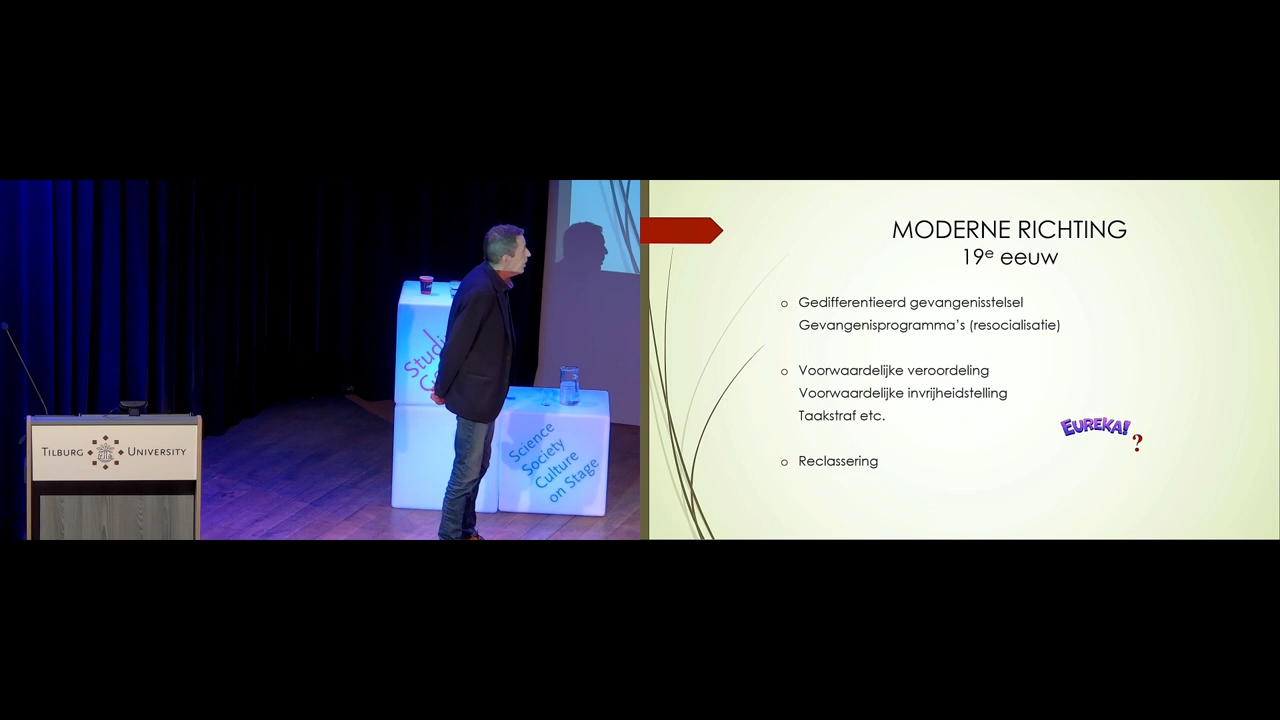 Studi
TILBURG UNIVERSITY
Science
Society
Culture
on Stage
MODERNE RICHTING
19e eeuw
Gedifferentieerd gevangenisstelsel
Gevangenisprogramma's (resocialisatie)
Voorwaardelijke veroordeling
Voorwaardelijke invrijheidstelling
Taakstraf etc.
EUREKA!
?
Reclassering